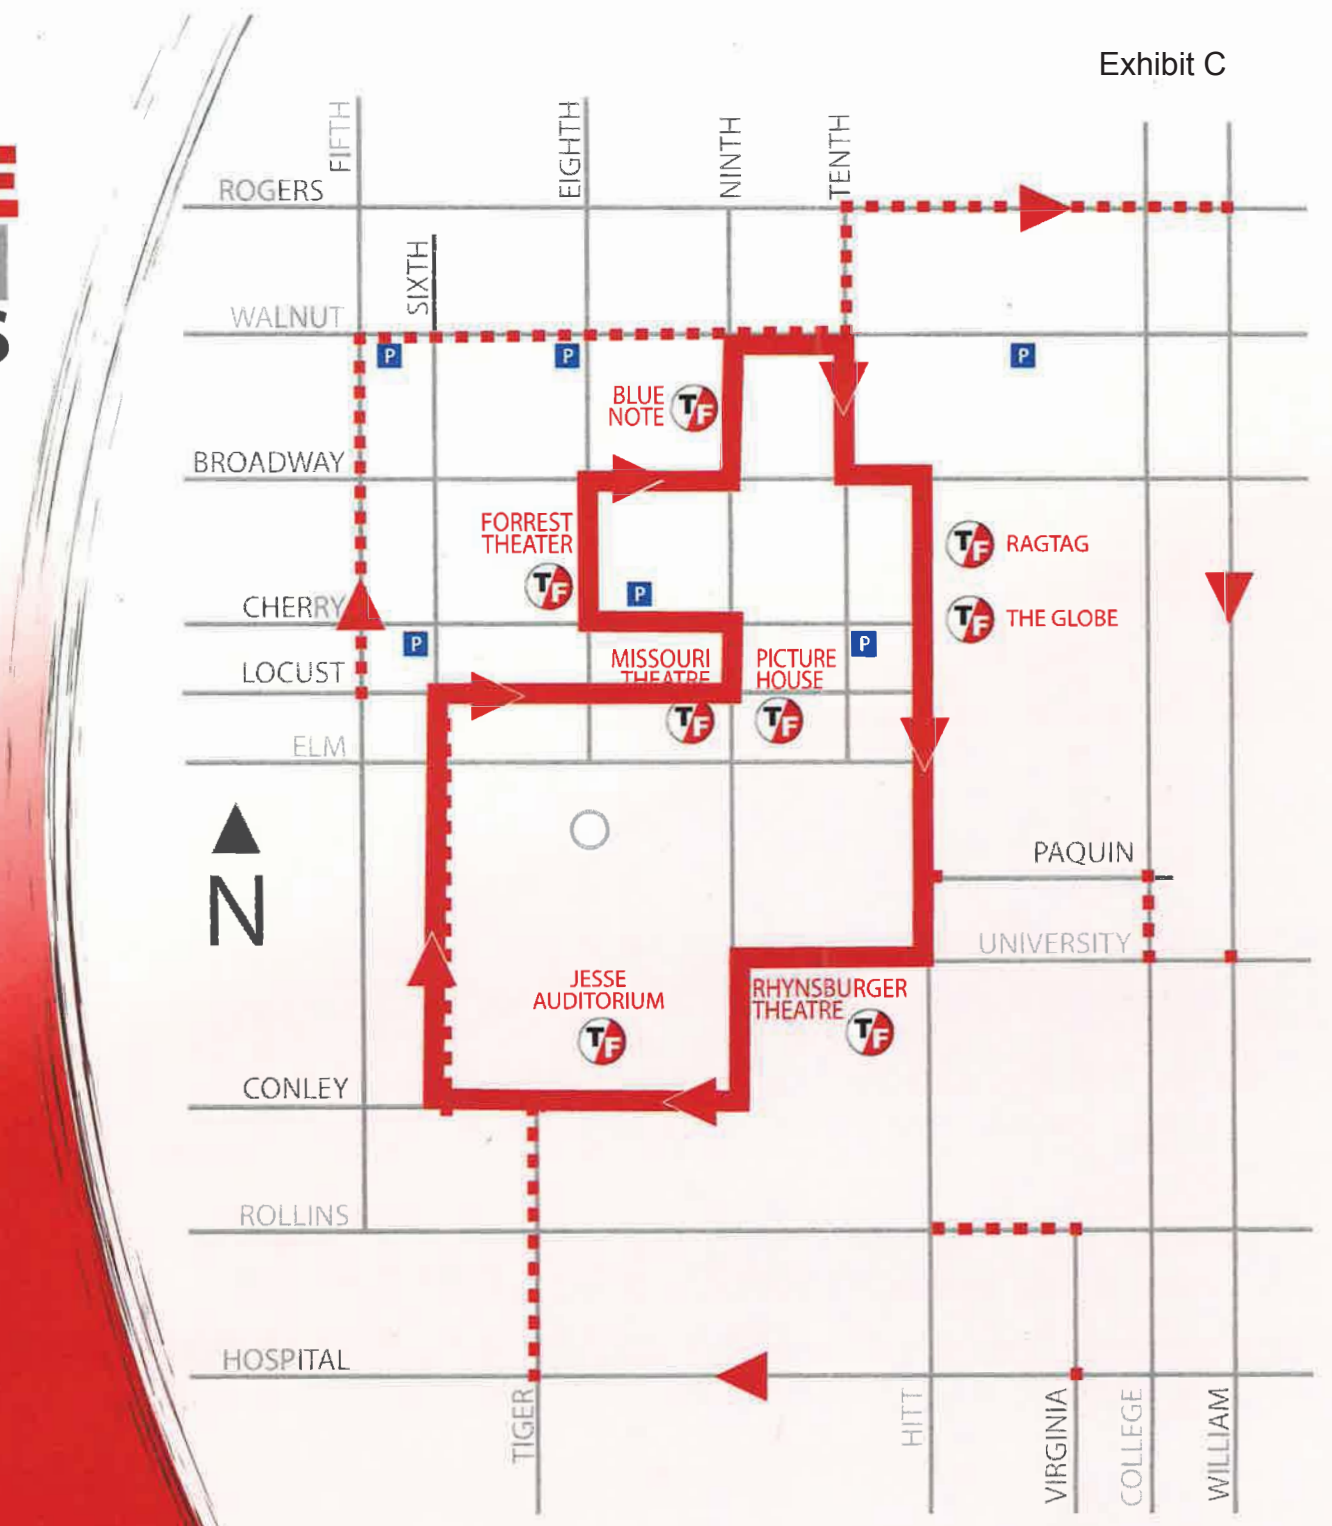 Exhibit C
FIFTH
EIGHTH
NINTH
TENTH
ROGERS
SIXTH
WALNUT
P
P
P
BLUE
NOTE
T/F
BROADWAY
FORREST
THEATER
T/F
T/F
RAGTAG
P
CHERRY
T/F
THE GLOBE
P
P
LOCUST
MISSOURI
THEATRE
T/F
PICTURE
HOUSE
T/F
ELM
PAQUIN
N
UNIVERSITY
JESSE
AUDITORIUM
T/F
RHYNSBURGER
THEATRE
T/F
CONLEY
ROLLINS
HOSPITAL
TIGER
HITT
VIRGINIA
COLLEGE
WILLIAM